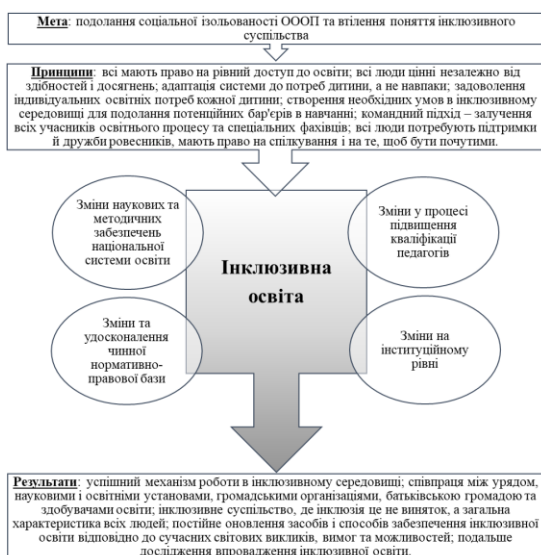 Мета: подолання соціальної ізольованості ОООП та втілення поняття інклюзивного
суспільства
Принципи: всі мають право на рівний доступ до освіти; всі люди цінні незалежно від
здібностей і досягнень; адаптація системи до потреб дитини, а не навпаки; задоволення
індивідуальних освітніх потреб кожної дитини; створення необхідних умов в інклюзивному
середовищі для подолання потенційних бар'єрів в навчанні; командний підхід – залучення
всіх учасників освітнього процесу та спеціальних фахівців; всі люди потребують підтримки
й дружби ровесників, мають право на спілкування і на те, щоб бути почутими.
Зміни наукових та
методичних
забезпечень
національної
системи освіти
Зміни у процесі
підвищення
кваліфікації
педагогів
Інклюзивна
освіта
Зміни та
удосконалення
чинної
нормативно-
правової бази
Зміни на
інституційному
рівні
Результати: успішний механізм роботи в інклюзивному середовищі; співпраця між урядом,
науковими і освітніми установами, громадськими організаціями, батьківською громадою та
здобувачами освіти; інклюзивне суспільство, де інклюзія це не виняток, а загальна
характеристика всіх людей; постійне оновлення засобів і способів забезпечення інклюзивної
освіти відповідно до сучасних світових викликів, вимог та можливостей; подальше
дослідження впровадження інклюзивної освіти.